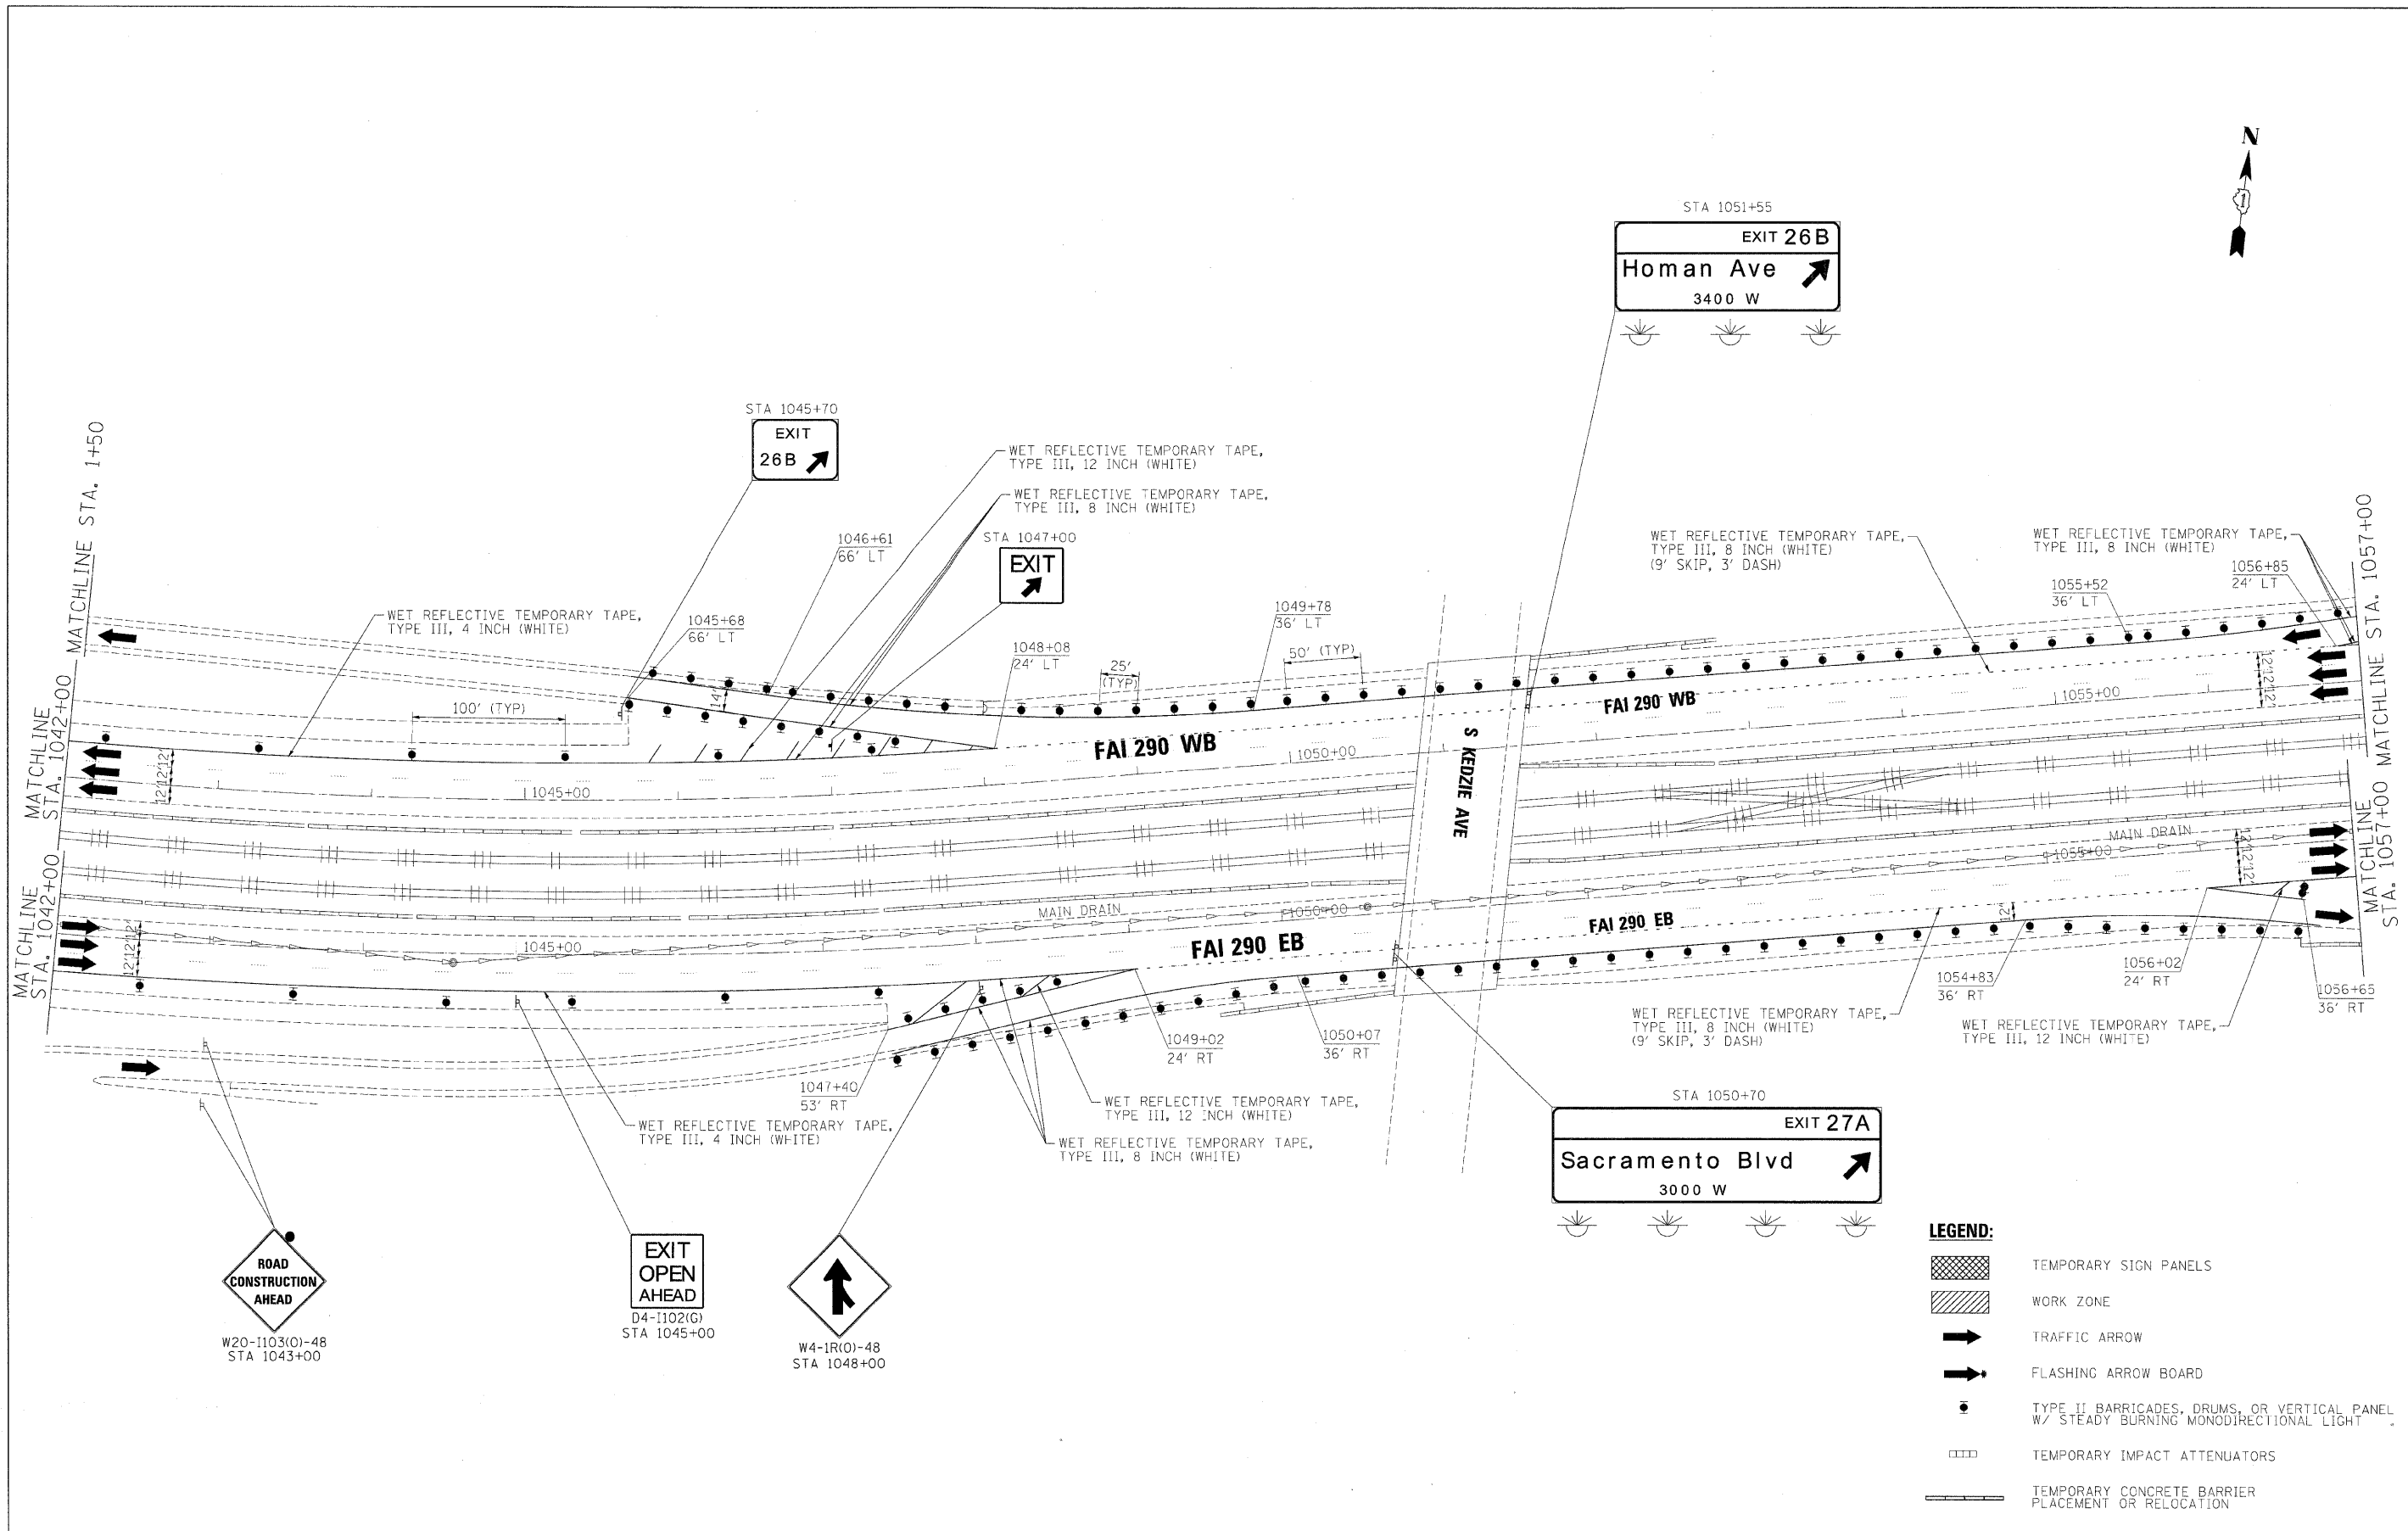 N
1
STA 1051+55
EXIT 26B
Homan Ave
3400 W
STA 1045+70
EXIT
26B
MATCHLINE STA. 1+50
WET REFLECTIVE TEMPORARY TAPE,
TYPE III, 12 INCH (WHITE)
WET REFLECTIVE TEMPORARY TAPE,
TYPE III, 8 INCH (WHITE)
STA 1047+00
EXIT
1046+61
66' LT
WET REFLECTIVE TEMPORARY TAPE,
TYPE III, 8 INCH (WHITE)
(9' SKIP, 3' DASH)
WET REFLECTIVE TEMPORARY TAPE,
TYPE III, 8 INCH (WHITE)
1056+85
24' LT
1055+52
36' LT
MATCHLINE STA. 1057+00
WET REFLECTIVE TEMPORARY TAPE,
TYPE III, 4 INCH (WHITE)
1045+68
66' LT
1048+08
24' LT
1049+78
36' LT
25'
(TYP)
50' (TYP)
100' (TYP)
14'
FAI 290 WB
FAI 290 WB
1055+00
12'12'12'
MATCHLINE
STA. 1042+00
12'12'12'
1045+00
1050+00
S KEDZIE AVE
MAIN DRAIN
1055+00
12'12'12'
MATCHLINE
STA. 1057+00
MATCHLINE
STA. 1042+00
12'12'12'
1045+00
MAIN DRAIN
1050+00
FAI 290 EB
FAI 290 EB
1047+40
53' RT
1049+02
24' RT
1050+07
36' RT
1054+83
36' RT
1056+02
24' RT
1056+65
36' RT
WET REFLECTIVE TEMPORARY TAPE,
TYPE III, 8 INCH (WHITE)
(9' SKIP, 3' DASH)
WET REFLECTIVE TEMPORARY TAPE,
TYPE III, 12 INCH (WHITE)
WET REFLECTIVE TEMPORARY TAPE,
TYPE III, 4 INCH (WHITE)
WET REFLECTIVE TEMPORARY TAPE,
TYPE III, 12 INCH (WHITE)
WET REFLECTIVE TEMPORARY TAPE,
TYPE III, 8 INCH (WHITE)
STA 1050+70
EXIT 27A
Sacramento Blvd
3000 W
ROAD
CONSTRUCTION
AHEAD
W20-I103(O)-48
STA 1043+00
EXIT
OPEN
AHEAD
D4-I102(G)
STA 1045+00
W4-1R(O)-48
STA 1048+00
LEGEND:
TEMPORARY SIGN PANELS
WORK ZONE
TRAFFIC ARROW
FLASHING ARROW BOARD
TYPE II BARRICADES, DRUMS, OR VERTICAL PANEL
W/ STEADY BURNING MONODIRECTIONAL LIGHT
TEMPORARY IMPACT ATTENUATORS
TEMPORARY CONCRETE BARRIER
PLACEMENT OR RELOCATION